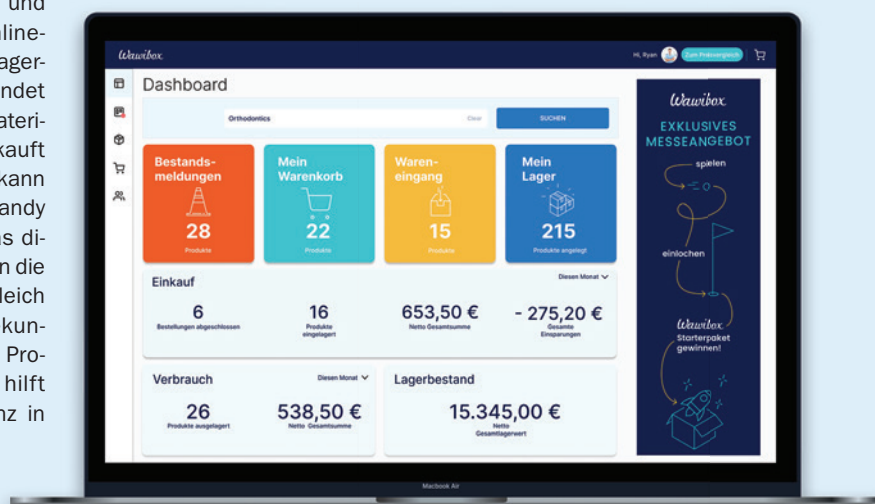 und
nline-
ager-
ndet
ateri-
kauft
kann
andy
s di-
n die
leich
kun-
Pro-
hilft
nz in
Wawibox
Hi, Ryan
Zum Preisvergleich
Dashboard
Orthodontics
Clear
SUCHEN
Bestands-
meldungen
28
Produkte
Mein
Warenkorb
22
Produkte
Waren-
eingang
15
Produkte
Mein
Lager
215
Produkte angelegt
Einkauf
Diesen Monat
6
Bestellungen abgeschlossen
16
Produkte
eingelagert
653,50 €
Netto Gesamtsumme
- 275,20 €
Gesamte
Einsparungen
Verbrauch
Diesen Monat
26
Produkte ausgelagert
538,50 €
Netto Gesamtsumme
Lagerbestand
15.345,00 €
Netto
Gesamtlagerwert
Wawibox
EXKLUSIVES
MESSEANGEBOT
spielen
einlochen
Wawibox
Starterpaket
gewinnen!
Macbook Air